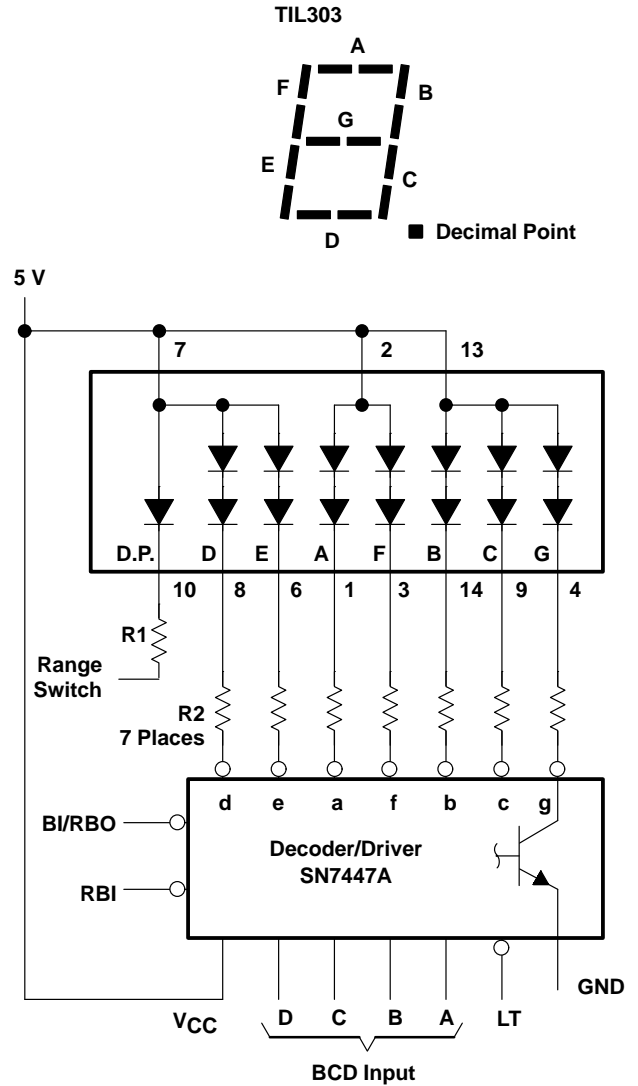 TIL303
A
F
B
G
E
C
D
Decimal Point
5 V
7 2 13
D.P. D E A F B C G
10 8 6 1 3 14 9 4
R1
Range
Switch
R2
7 Places
d e a f b c g
BI/RBO
Decoder/Driver
SN7447A
RBI
GND
VCC D C B A LT
BCD Input